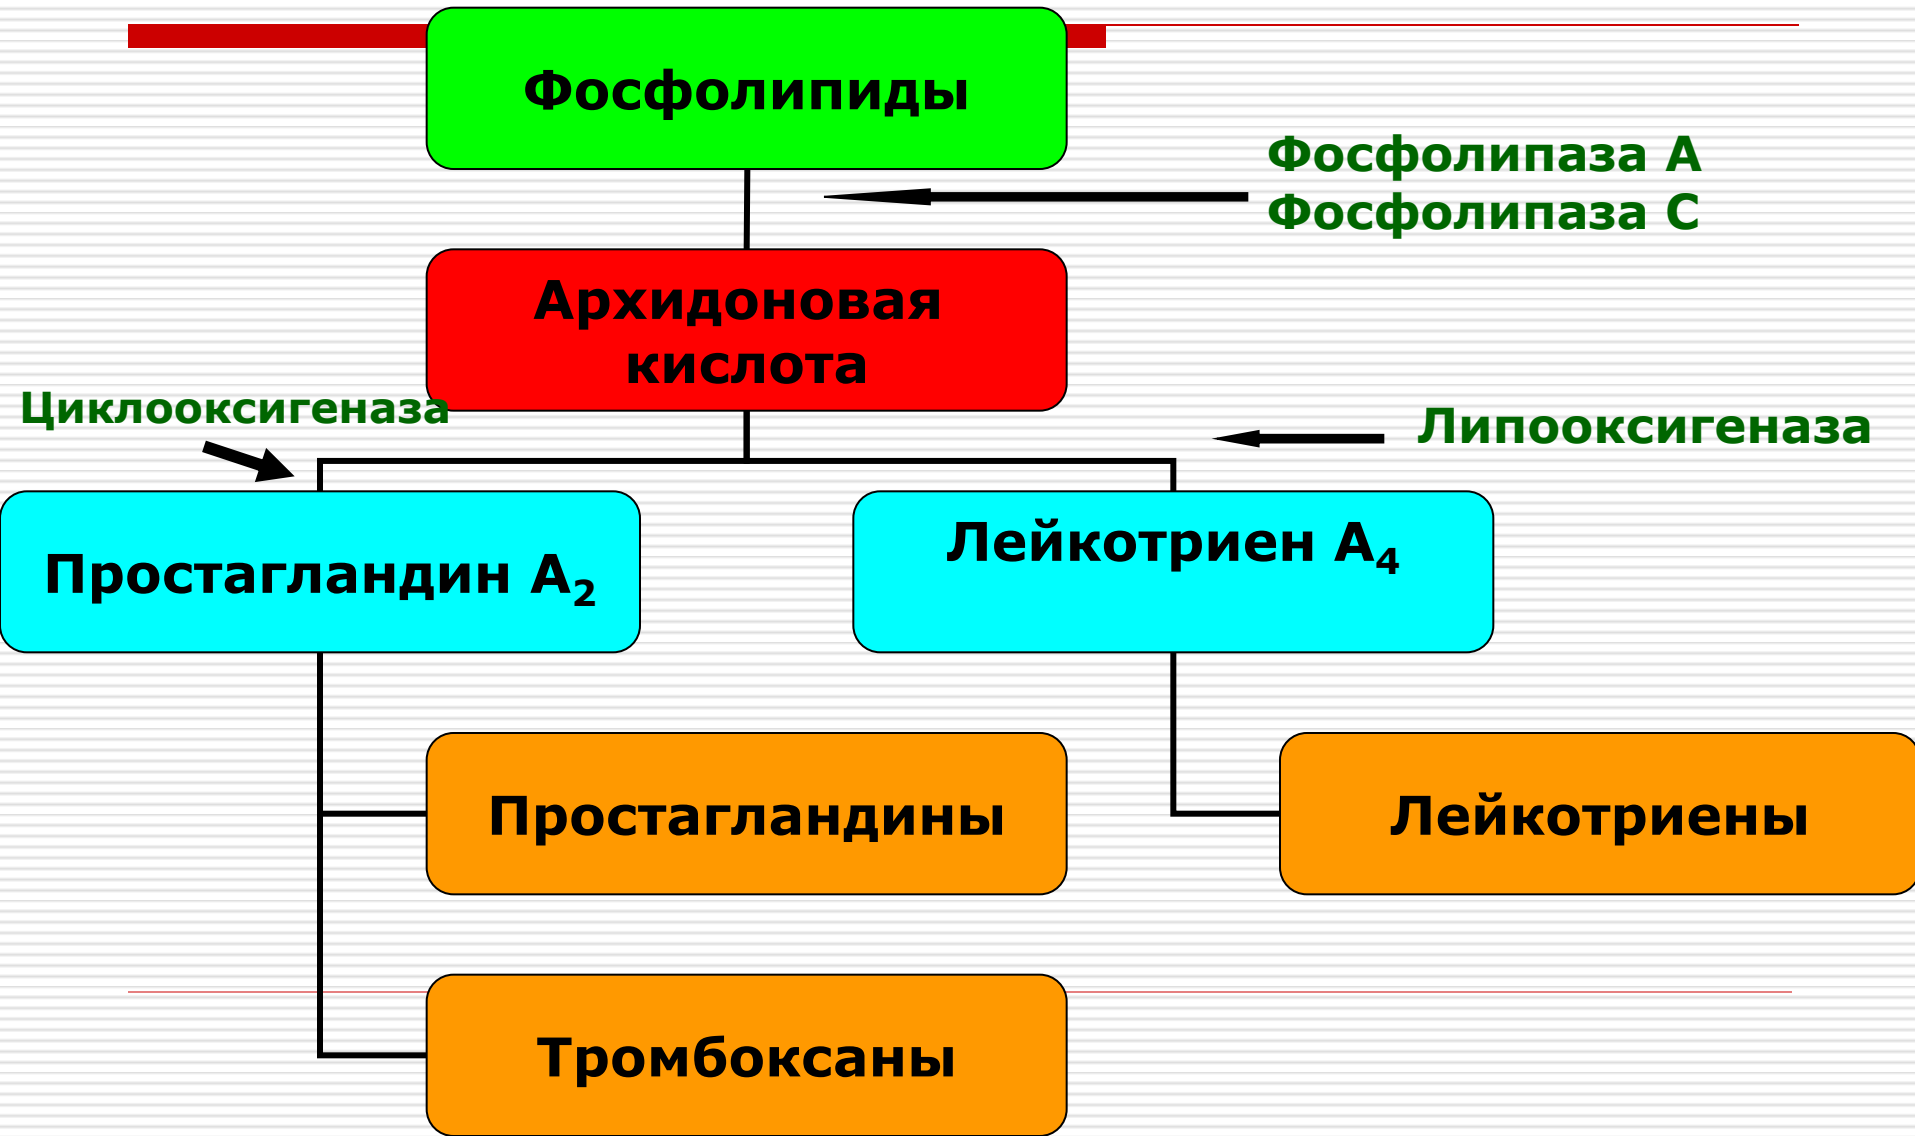 Фосфолипиды
Фосфолипаза А
Фосфолипаза С
Архидоновая
кислота
Циклооксигеназа
Липооксигеназа
Простагландин А₂
Лейкотриен А₄
Простагландины
Лейкотриены
Тромбоксаны